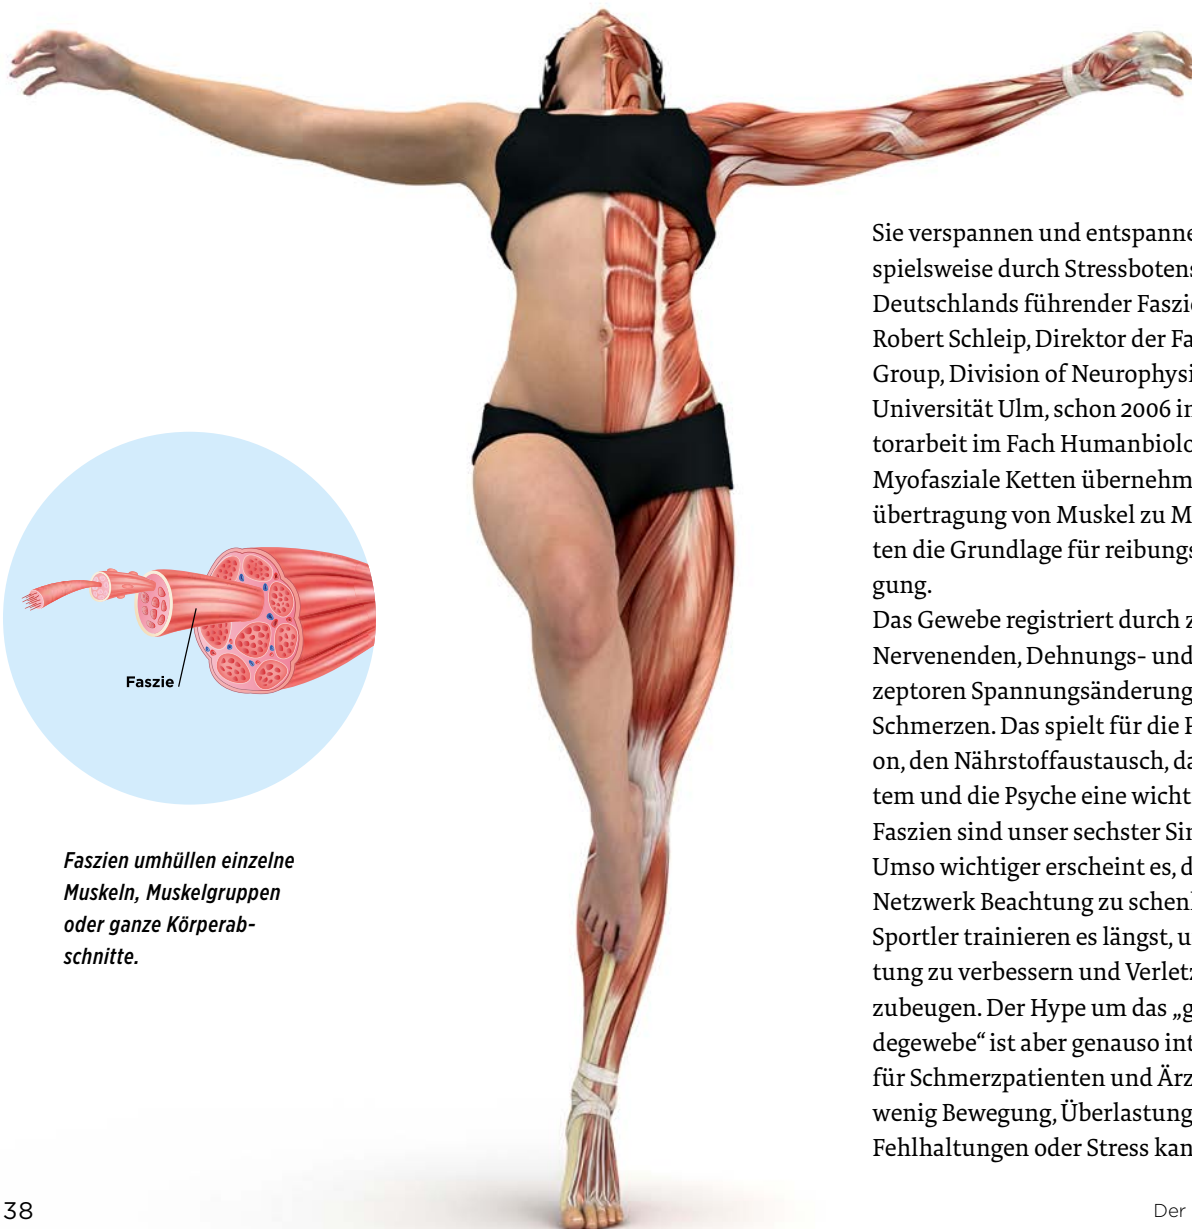 Sie verspannen und entspanne
spielsweise durch Stressbotens
Deutschlands führender Faszie
Robert Schleip, Direktor der Fa
Group, Division of Neurophysi
Universität Ulm, schon 2006 in
torarbeit im Fach Humanbiolo
Myofasziale Ketten übernehm
übertragung von Muskel zu M
ten die Grundlage für reibungs
gung.
Das Gewebe registriert durch z
Nervenenden, Dehnungs- und
zeptoren Spannungsänderung
Schmerzen. Das spielt für die P
on, den Nährstoffaustausch, da
tem und die Psyche eine wicht
Faszien sind unser sechster Sin
Umso wichtiger erscheint es, d
Netzwerk Beachtung zu schenk
Sportler trainieren es längst, u
tung zu verbessern und Verletz
zubeugen. Der Hype um das „g
degewebe“ ist aber genauso int
für Schmerzpatienten und Ärz
wenig Bewegung, Überlastung
Fehlhaltungen oder Stress kan
Faszie
Faszien umhüllen einzelne
Muskeln, Muskelgruppen
oder ganze Körperab-
schnitte.
38
Der